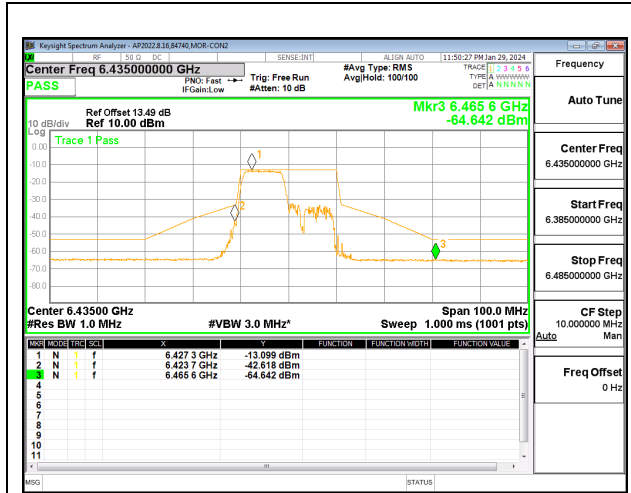 Keysight Spectrum Analyzer - AP2022.8.16,84740,MOR-CON2
RF 50 Ω DC SENSE:INT ALIGN AUTO 11:50:27 PM Jan 29, 2024
Center Freq 6.435000000 GHz
PASS
PNO: Fast
IFGain:Low
Trig: Free Run
#Atten: 10 dB
#Avg Type: RMS
Avg|Hold: 100/100
TRACE 1 2 3 4 5 6
TYPE A WWWWW
DET A N N N N N
Frequency
Ref Offset 13.49 dB
Ref 10.00 dBm
10 dB/div
Log
Mkr3 6.465 6 GHz
-64.642 dBm
Trace 1 Pass
0.00
-10.0
-20.0
-30.0
-40.0
-50.0
-60.0
-70.0
-80.0
1
2
3
Center 6.43500 GHz
#Res BW 1.0 MHz
#VBW 3.0 MHz*
Span 100.0 MHz
Sweep 1.000 ms (1001 pts)
MKR MODE TRC SCL X Y FUNCTION FUNCTION WIDTH FUNCTION VALUE
1 N 1 f 6.427 3 GHz -13.099 dBm
2 N 1 f 6.423 7 GHz -42.618 dBm
3 N 1 f 6.465 6 GHz -64.642 dBm
4
5
6
7
8
9
10
11
MSG
STATUS
Auto Tune
Center Freq
6.435000000 GHz
Start Freq
6.385000000 GHz
Stop Freq
6.485000000 GHz
CF Step
10.000000 MHz
Auto Man
Freq Offset
0 Hz